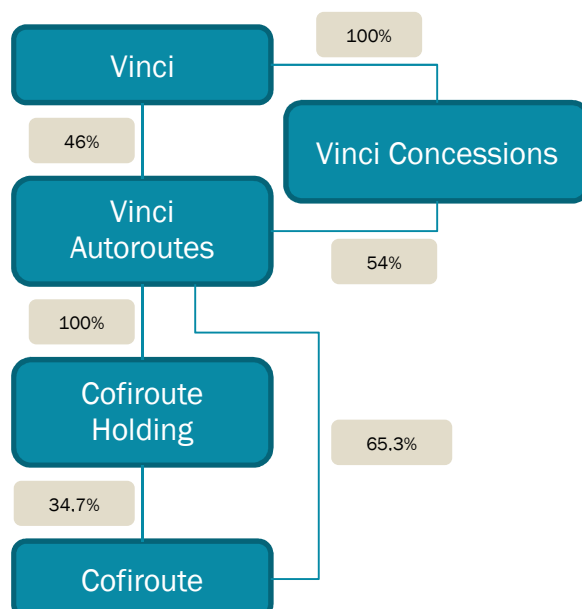 Vinci
100%
Vinci Concessions
46%
Vinci
Autoroutes
54%
100%
Cofiroute
Holding
65.3%
34.7%
Cofiroute